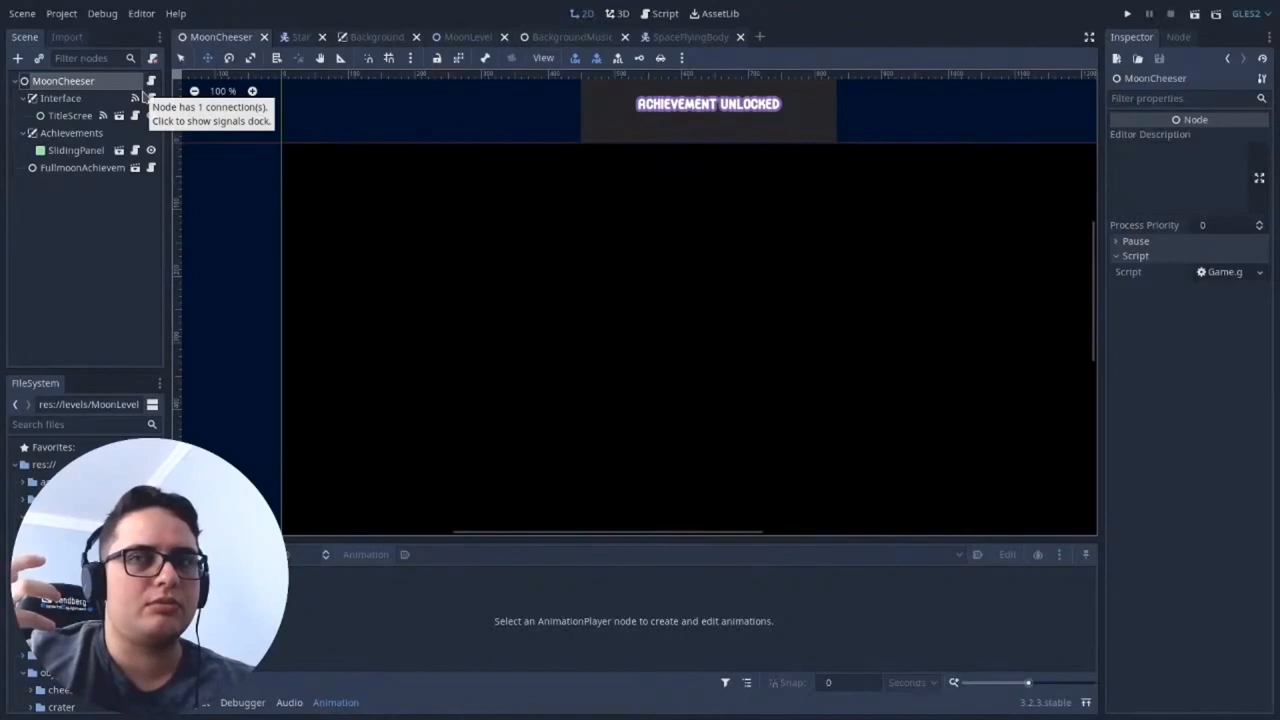 Scene Project Debug Editor Help
2D 3D Script AssetLib
GLES2
Scene Import
MoonCheeser Star Background MoonLevel BackgroundMusic SpaceFlyingBody
Inspector Node
Filter nodes
View
MoonCheeser
MoonCheeser
Interface
TitleScree
Achievements
SlidingPanel
FullmoonAchievem
Node has 1 connection(s).
Click to show signals dock.
100 %
ACHIEVEMENT UNLOCKED
Filter properties
Node
Editor Description
Process Priority 0
Pause
Script
Script Game.g
FileSystem
res://levels/MoonLevel
Search files
Favorites:
res://
Animation
Edit
Select an AnimationPlayer node to create and edit animations.
sandberg
chee
crater
Snap: 0 Seconds
Debugger Audio Animation
3.2.3.stable